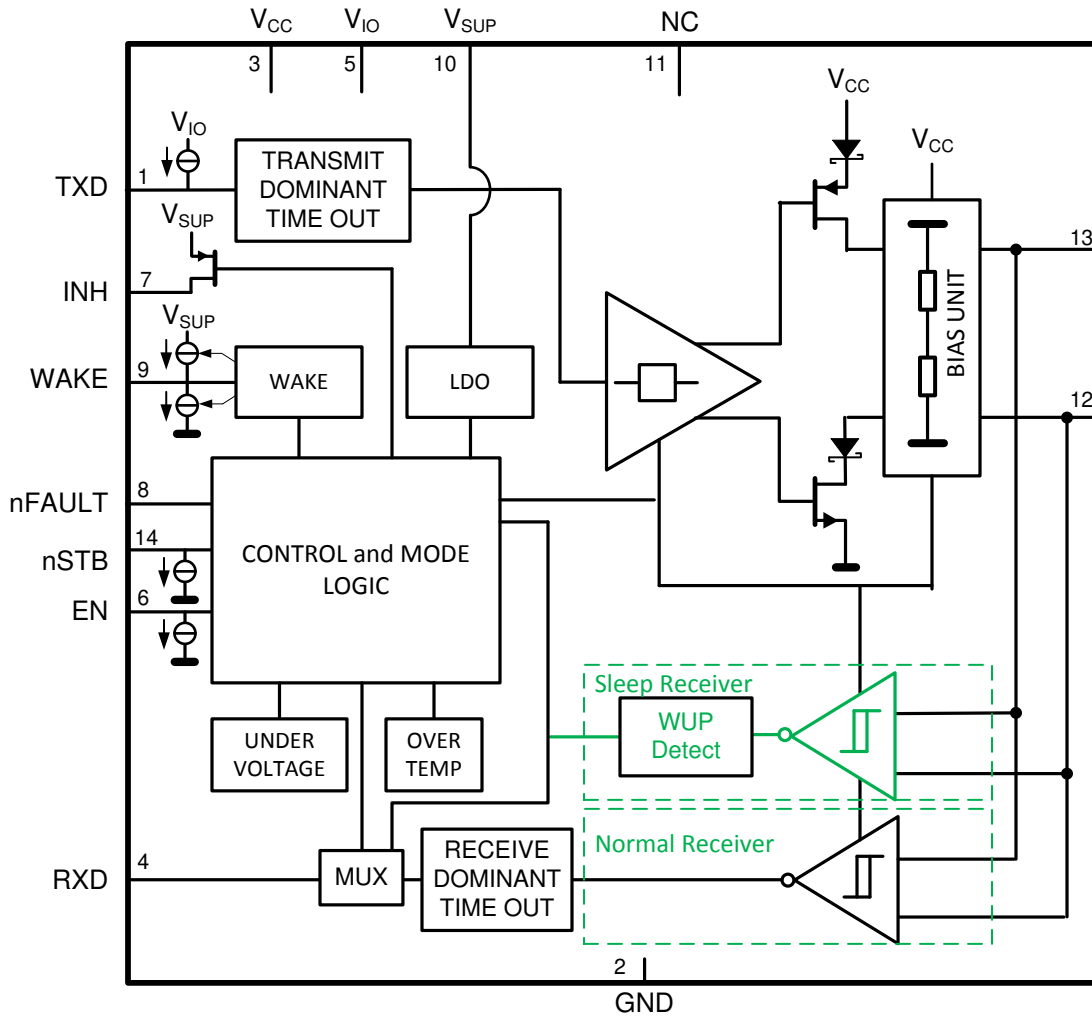 VCC
VIO
VSUP
NC
3
5
10
11
VCC
VIO
VCC
TXD
1
TRANSMIT
DOMINANT
TIME OUT
VSUP
13
INH
7
BIAS UNIT
VSUP
WAKE
9
WAKE
LDO
12
nFAULT
8
nSTB
14
CONTROL and MODE
LOGIC
EN
6
Sleep Receiver
WUP
Detect
UNDER
VOLTAGE
OVER
TEMP
Normal Receiver
RXD
4
MUX
RECEIVE
DOMINANT
TIME OUT
2
GND